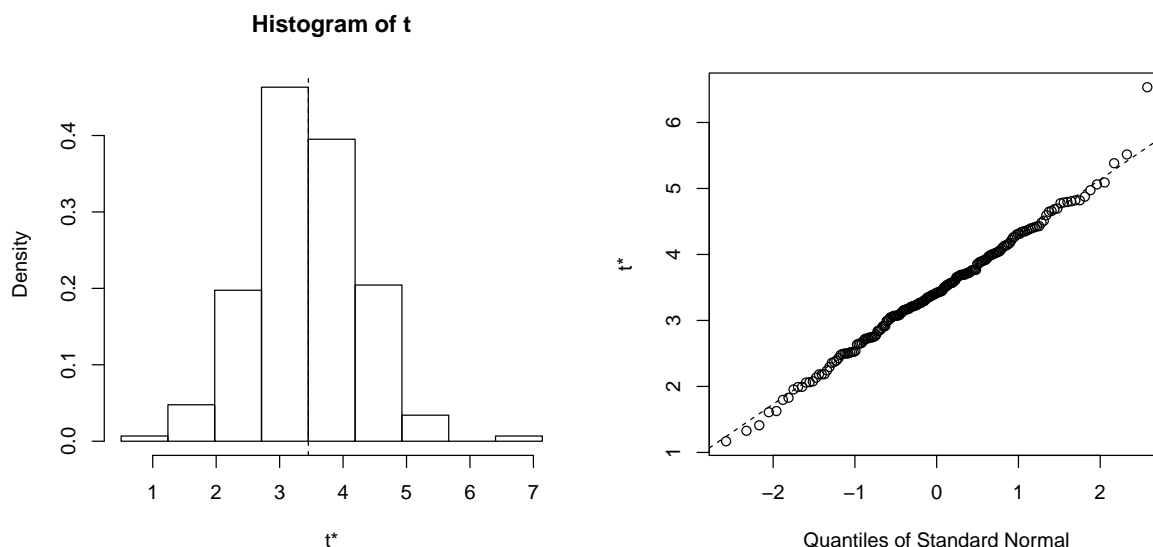 Histogram of t
Density
0.0
0.1
0.2
0.3
0.4
1 2 3 4 5 6 7
t*
t*
1
2
3
4
5
6
−2 −1 0 1 2
Quantiles of Standard Normal